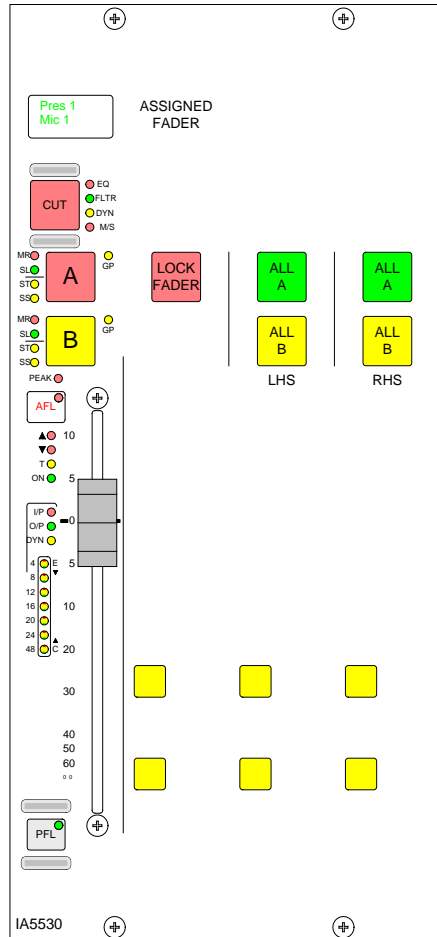 Pres 1
Mic 1
ASSIGNED
FADER
CUT
EQ
FLTR
DYN
M/S
MR
SL
ST
SS
A
GP
LOCK
FADER
ALL
A
ALL
A
MR
SL
ST
SS
B
GP
ALL
B
ALL
B
LHS
RHS
PEAK
AFL
▲
▼
T
ON
10
5
I/P
O/P
DYN
0
4 E
8 ▼
12 ▲
16
20
24
48 C
5
10
20
30
40
50
60
∞
PFL
IA5530